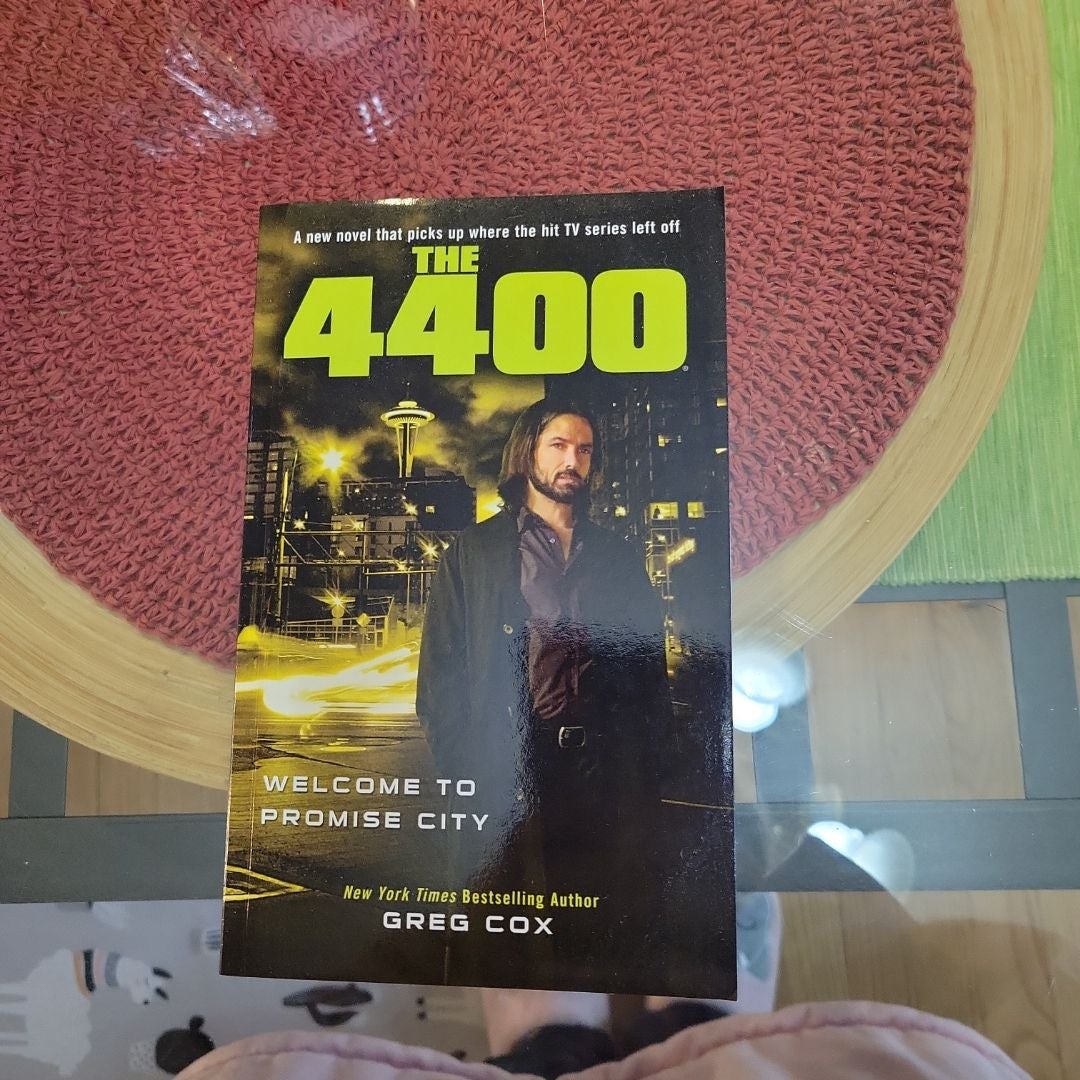 A new novel that picks up where the hit TV series left off
THE
4400
WELCOME TO
PROMISE CITY
New York Times Bestselling Author
GREG COX